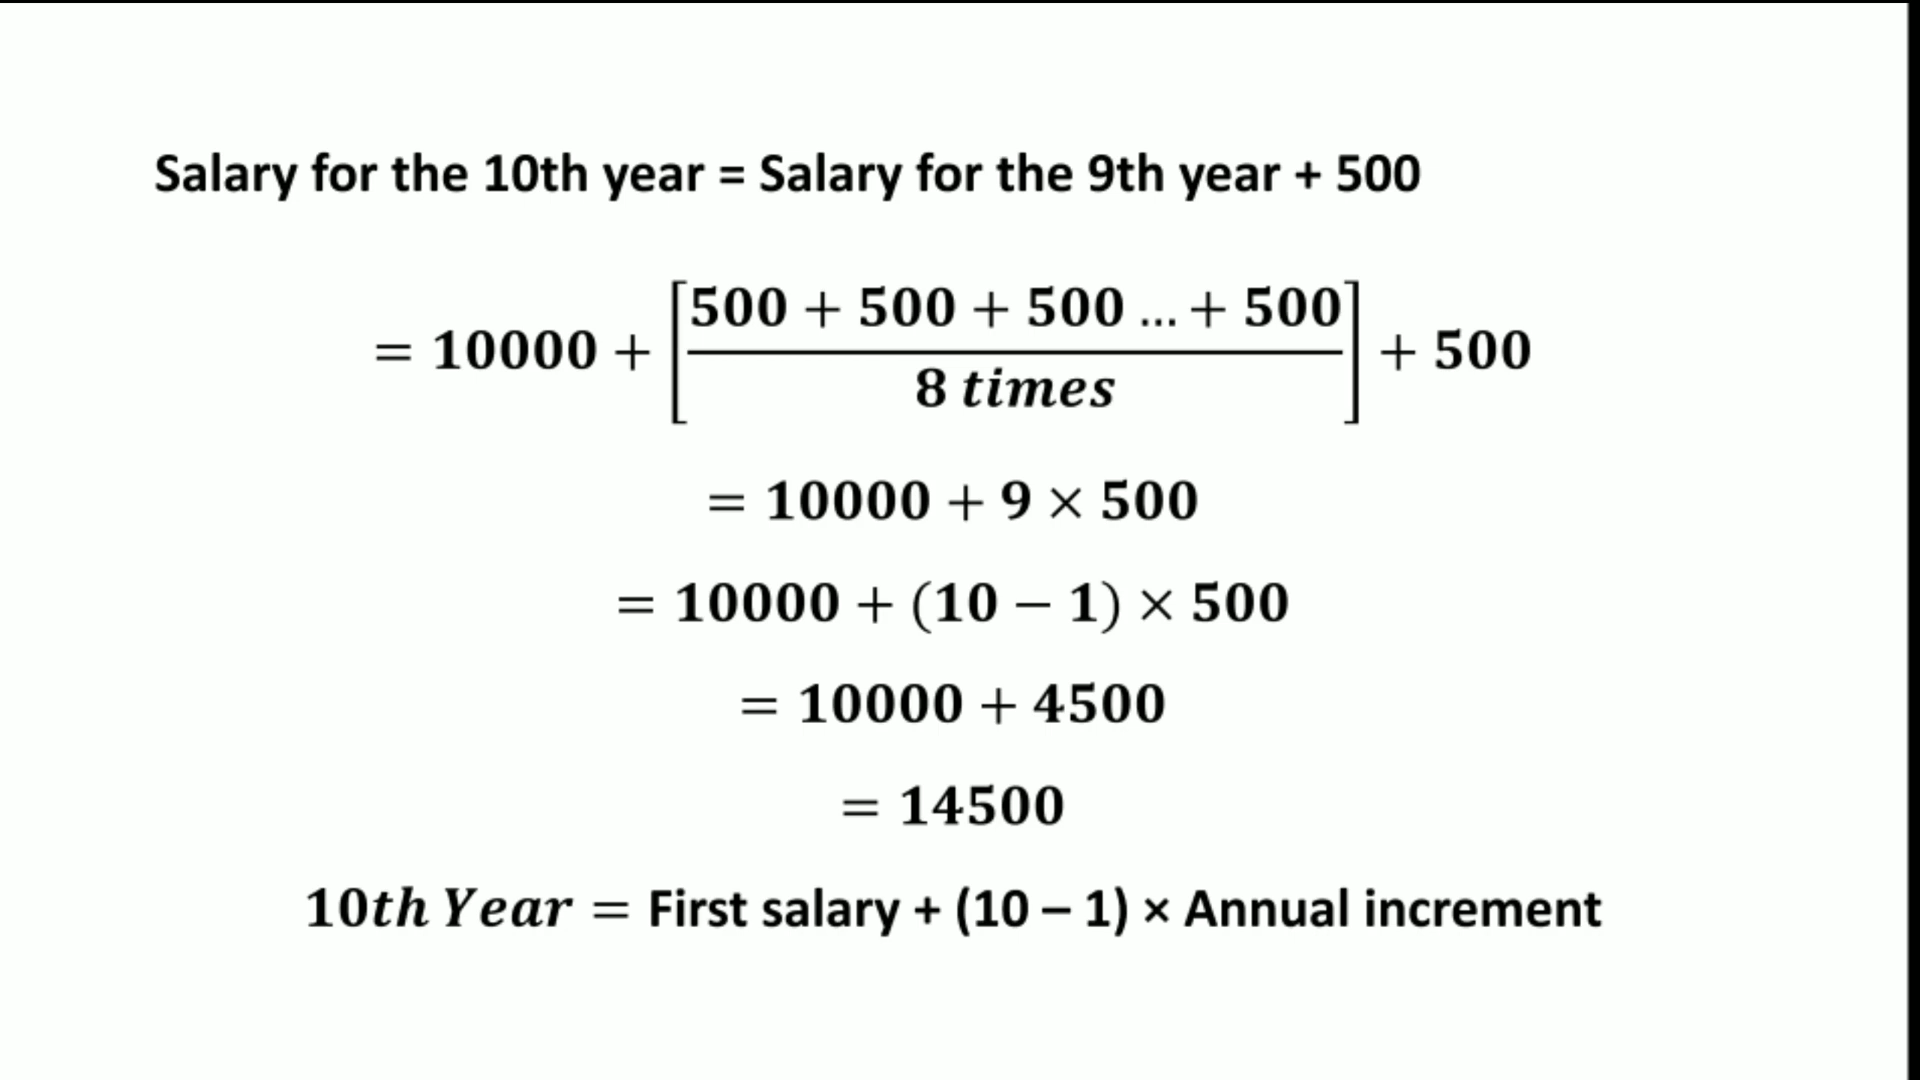 Salary for the 10th year = Salary for the 9th year + 500
= 10000 + [500 + 500 + 500 ... + 500 / 8 times] + 500
= 10000 + 9 × 500
= 10000 + (10 − 1) × 500
= 10000 + 4500
= 14500
10th Year = First salary + (10 – 1) × Annual increment